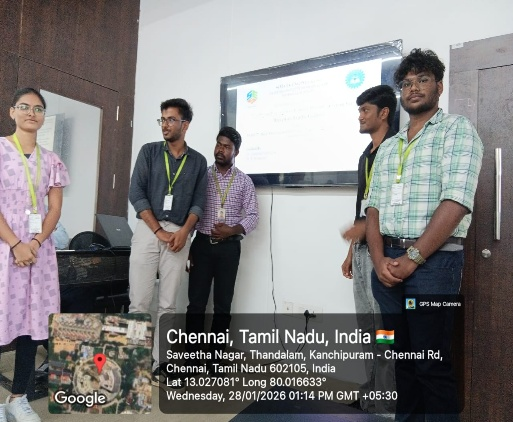 GPS Map Camera
Chennai, Tamil Nadu, India 🇮🇳
Saveetha Nagar, Thandalam, Kanchipuram - Chennai Rd,
Chennai, Tamil Nadu 602105, India
Lat 13.027081° Long 80.016633°
Wednesday, 28/01/2026 01:14 PM GMT +05:30
Google